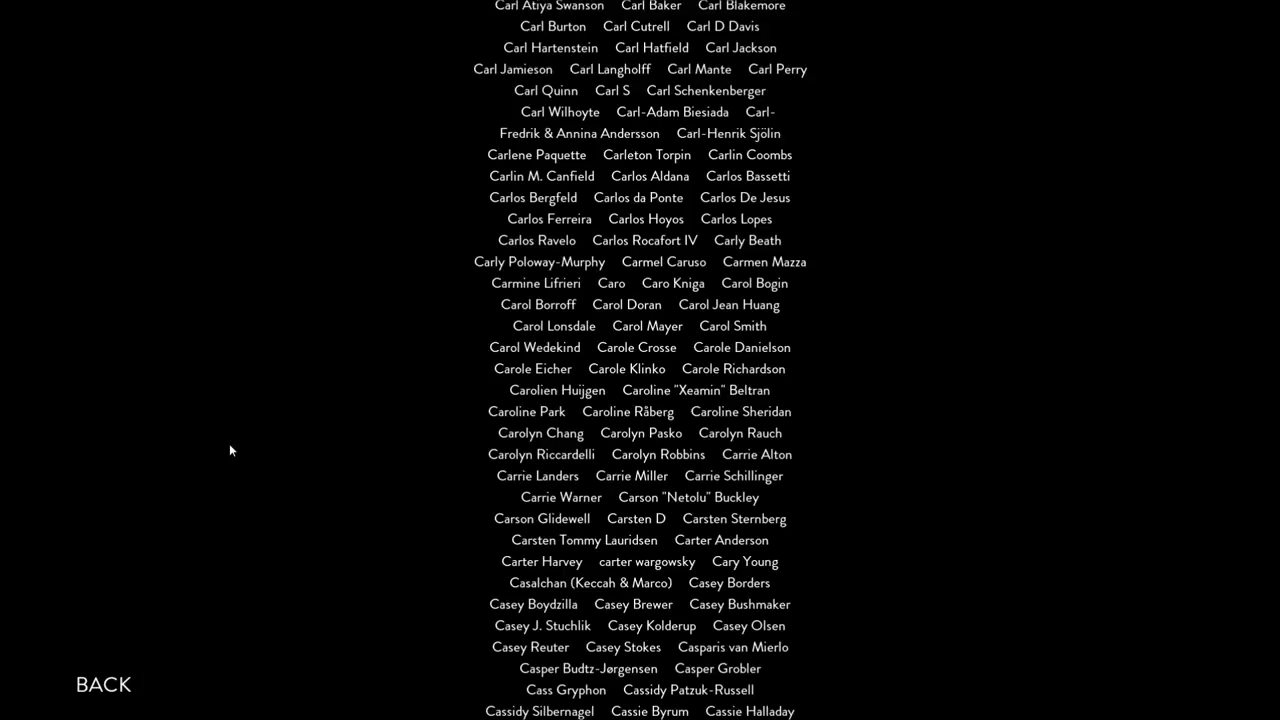 Carl Atiya Swanson Carl Baker Carl Blakemore
Carl Burton Carl Cutrell Carl D Davis
Carl Hartenstein Carl Hatfield Carl Jackson
Carl Jamieson Carl Langholff Carl Mante Carl Perry
Carl Quinn Carl S Carl Schenkenberger
Carl Wilhoyte Carl-Adam Biesiada Carl-
Fredrik & Annina Andersson Carl-Henrik Sjölin
Carlene Paquette Carleton Torpin Carlin Coombs
Carlin M. Canfield Carlos Aldana Carlos Bassetti
Carlos Bergfeld Carlos da Ponte Carlos De Jesus
Carlos Ferreira Carlos Hoyos Carlos Lopes
Carlos Ravelo Carlos Rocafort IV Carly Beath
Carly Poloway-Murphy Carmel Caruso Carmen Mazza
Carmine Lifrieri Caro Caro Kniga Carol Bogin
Carol Borroff Carol Doran Carol Jean Huang
Carol Lonsdale Carol Mayer Carol Smith
Carol Wedekind Carole Crosse Carole Danielson
Carole Eicher Carole Klinko Carole Richardson
Carolien Huijgen Caroline "Xeamin" Beltran
Caroline Park Caroline Råberg Caroline Sheridan
Carolyn Chang Carolyn Pasko Carolyn Rauch
Carolyn Riccardelli Carolyn Robbins Carrie Alton
Carrie Landers Carrie Miller Carrie Schillinger
Carrie Warner Carson "Netolu" Buckley
Carson Glidewell Carsten D Carsten Sternberg
Carsten Tommy Lauridsen Carter Anderson
Carter Harvey carter wargowsky Cary Young
Casalchan (Keccah & Marco) Casey Borders
Casey Boydzilla Casey Brewer Casey Bushmaker
Casey J. Stuchlik Casey Kolderup Casey Olsen
Casey Reuter Casey Stokes Casparis van Mierlo
Casper Budtz-Jørgensen Casper Grobler
Cass Gryphon Cassidy Patzuk-Russell
Cassidy Silbernagel Cassie Byrum Cassie Halladay
BACK